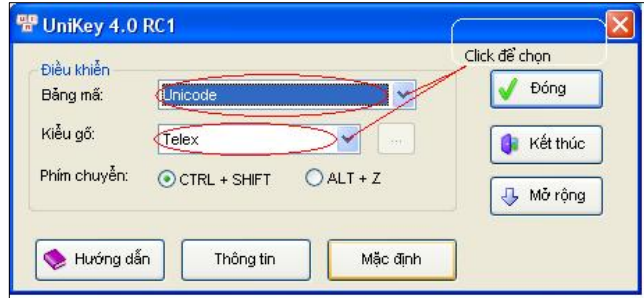 UniKey 4.0 RC1
Click để chọn
Điều khiển
Bảng mã: Unicode
Đóng
Kiểu gõ: Telex ...
Kết thúc
Phím chuyển: CTRL + SHIFT ALT + Z
Mở rộng
Hướng dẫn Thông tin Mặc định